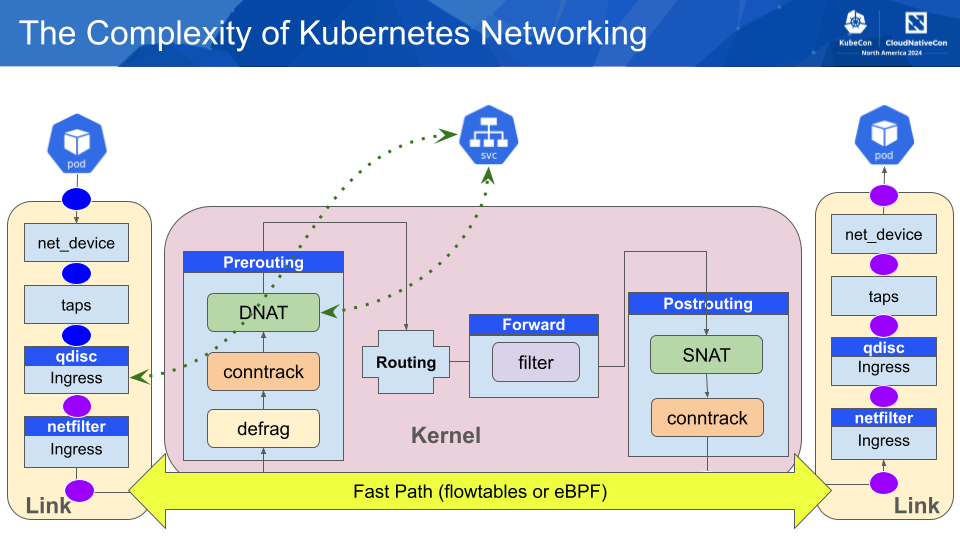 The Complexity of Kubernetes Networking
KubeCon
CloudNativeCon
North America 2024
pod
net_device
taps
qdisc
Ingress
netfilter
Ingress
Link
svc
Prerouting
DNAT
conntrack
defrag
Routing
Forward
filter
Kernel
Postrouting
SNAT
conntrack
Fast Path (flowtables or eBPF)
pod
net_device
taps
qdisc
Ingress
netfilter
Ingress
Link